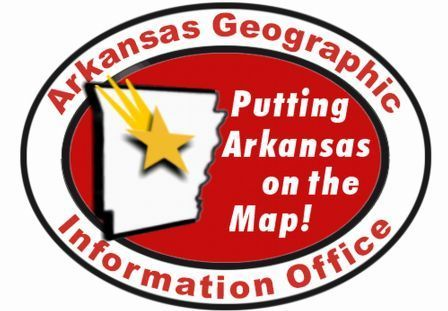 Arkansas Geographic
Putting
Arkansas
on the
Map!
Information Office